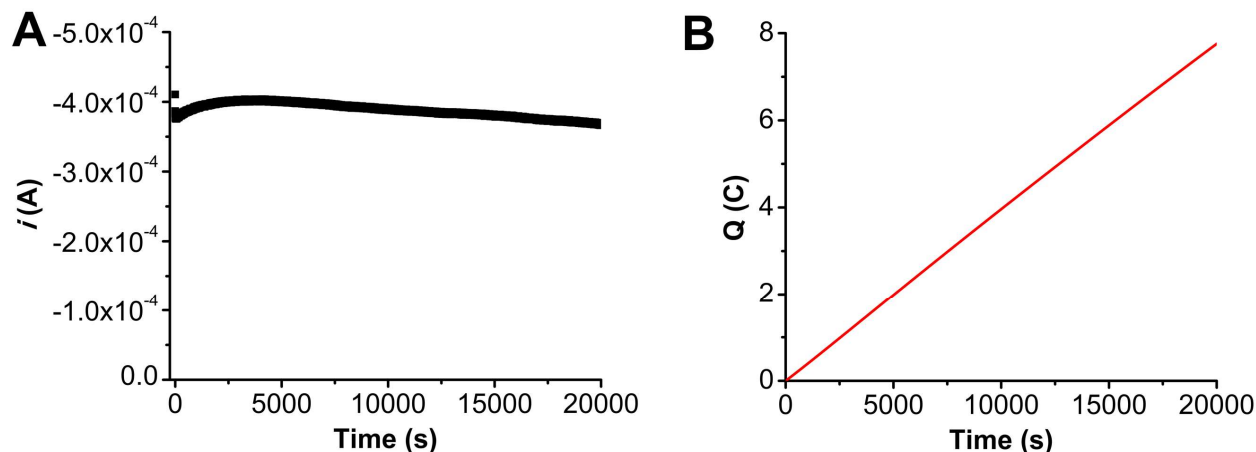 A
-5.0x10⁻⁴
-4.0x10⁻⁴
-3.0x10⁻⁴
-2.0x10⁻⁴
-1.0x10⁻⁴
0.0
i (A)
0 5000 10000 15000 20000
Time (s)
B
8
6
4
2
0
Q (C)
0 5000 10000 15000 20000
Time (s)